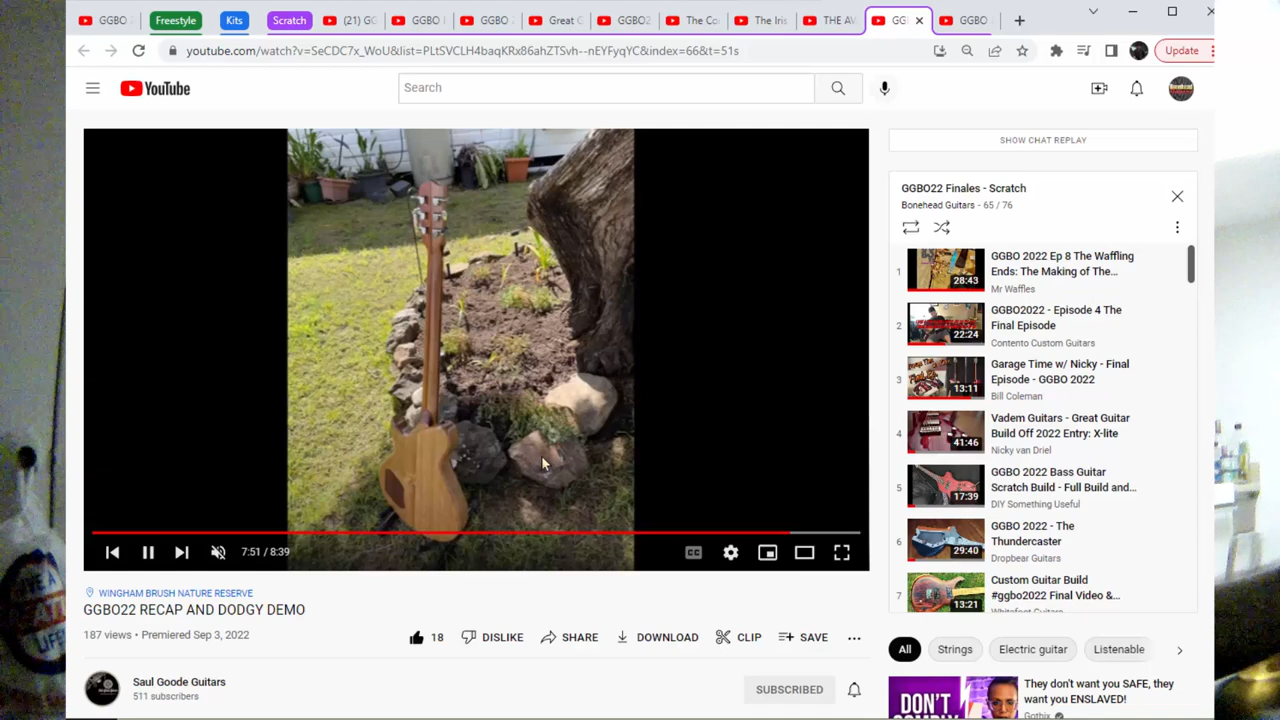 GGBO
Freestyle
Kits
Scratch
(21) GG
GGBO
GGBO
Great G
GGBO2
The Co
The Iris
THE AV
GG
GGBO
youtube.com/watch?v=SeCDC7x_WoU&list=PLtSVCLH4baqKRx86ahZTSvh--nEYFyqYC&index=66&t=51s
Update
YouTube
Search
SHOW CHAT REPLAY
GGBO22 Finales - Scratch
Bonehead Guitars - 65 / 76
1
28:43
GGBO 2022 Ep 8 The Waffling
Ends: The Making of The...
Mr Waffles
2
22:24
GGBO2022 - Episode 4 The
Final Episode
Contento Custom Guitars
3
13:11
Garage Time w/ Nicky - Final
Episode - GGBO 2022
Bill Coleman
4
41:46
Vadem Guitars - Great Guitar
Build Off 2022 Entry: X-lite
Nicky van Driel
5
17:39
GGBO 2022 Bass Guitar
Scratch Build - Full Build and...
DIY Something Useful
6
29:40
GGBO 2022 - The
Thundercaster
Dropbear Guitars
7
13:21
Custom Guitar Build
#ggbo2022 Final Video &...
7:51 / 8:39
CC
WINGHAM BRUSH NATURE RESERVE
GGBO22 RECAP AND DODGY DEMO
187 views • Premiered Sep 3, 2022
18
DISLIKE
SHARE
DOWNLOAD
CLIP
SAVE
Saul Goode Guitars
511 subscribers
SUBSCRIBED
All
Strings
Electric guitar
Listenable
DON'T
They don't want you SAFE, they
want you ENSLAVED!
Gothix